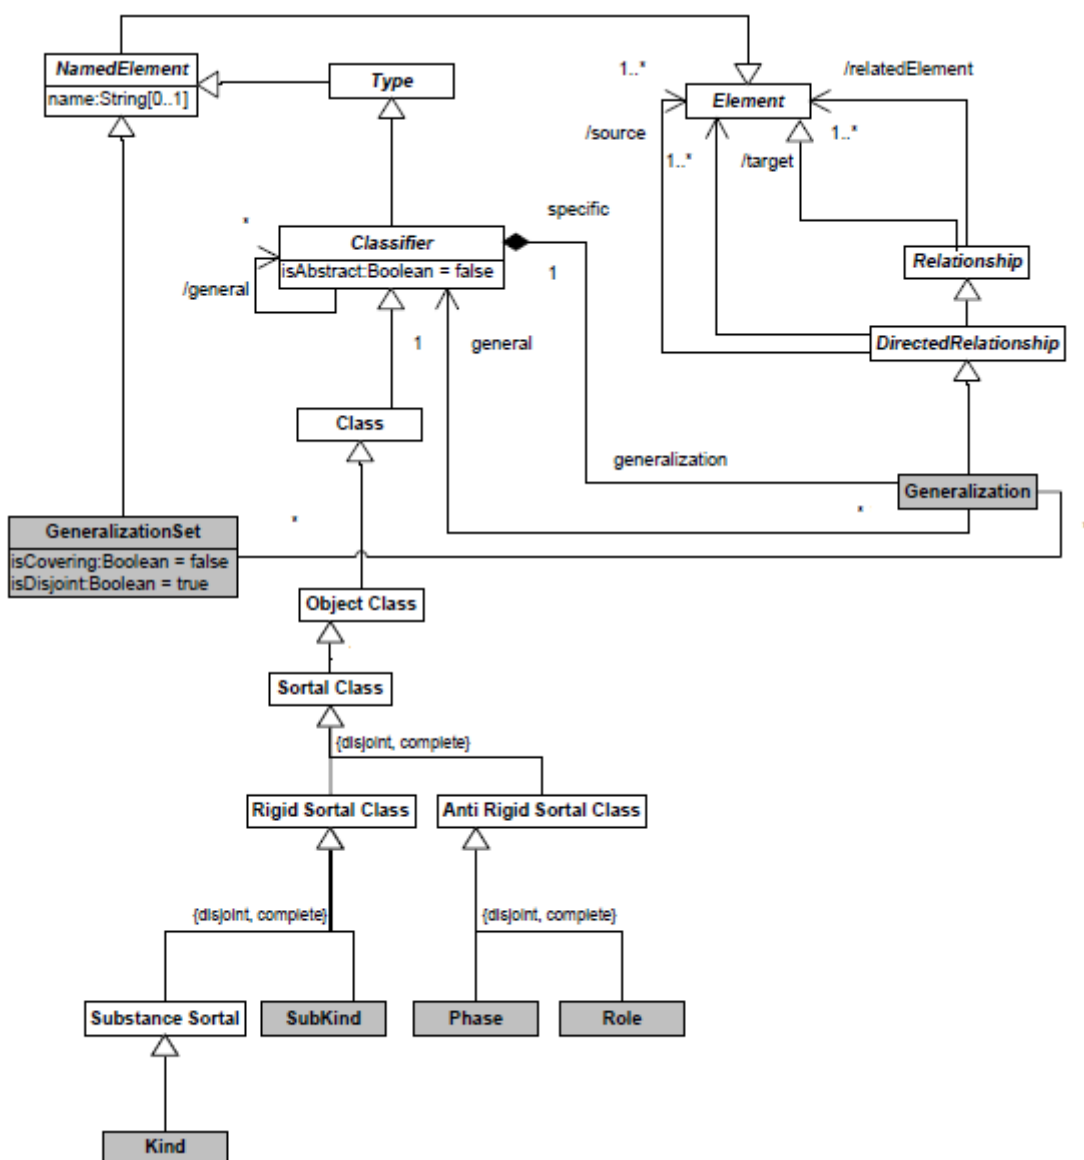 NamedElement
name:String[0..1]
Type
1..*
/relatedElement
Element
/source
1..*
/target
1..*
specific
*
Classifier
isAbstract:Boolean = false
1
/general
Relationship
1
general
DirectedRelationship
Class
generalization
Generalization
*
*
GeneralizationSet
isCovering:Boolean = false
isDisjoint:Boolean = true
Object Class
Sortal Class
{disjoint, complete}
Rigid Sortal Class
Anti Rigid Sortal Class
{disjoint, complete}
{disjoint, complete}
Substance Sortal
SubKind
Phase
Role
Kind